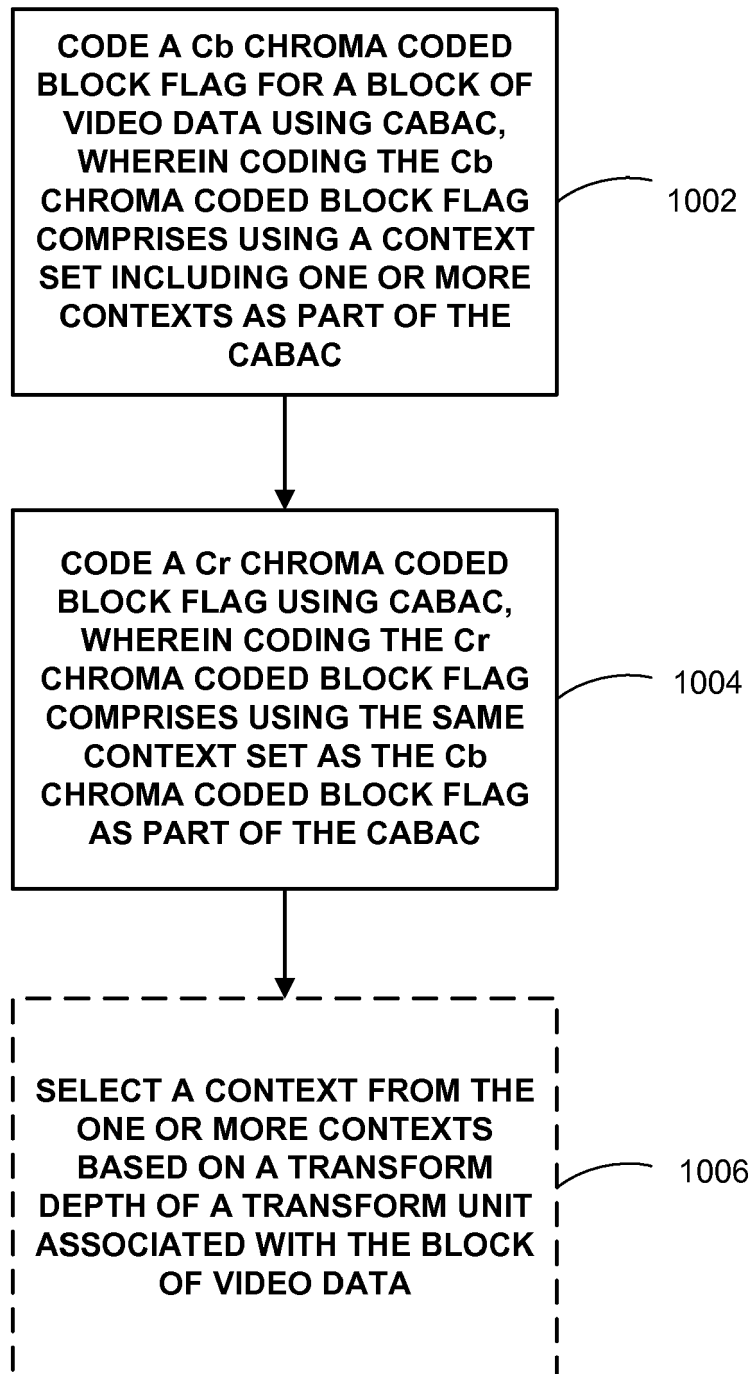 CODE A Cb CHROMA CODED
BLOCK FLAG FOR A BLOCK OF
VIDEO DATA USING CABAC,
WHEREIN CODING THE Cb
CHROMA CODED BLOCK FLAG
COMPRISES USING A CONTEXT
SET INCLUDING ONE OR MORE
CONTEXTS AS PART OF THE
CABAC
1002
CODE A Cr CHROMA CODED
BLOCK FLAG USING CABAC,
WHEREIN CODING THE Cr
CHROMA CODED BLOCK FLAG
COMPRISES USING THE SAME
CONTEXT SET AS THE Cb
CHROMA CODED BLOCK FLAG
AS PART OF THE CABAC
1004
SELECT A CONTEXT FROM THE
ONE OR MORE CONTEXTS
BASED ON A TRANSFORM
DEPTH OF A TRANSFORM UNIT
ASSOCIATED WITH THE BLOCK
OF VIDEO DATA
1006